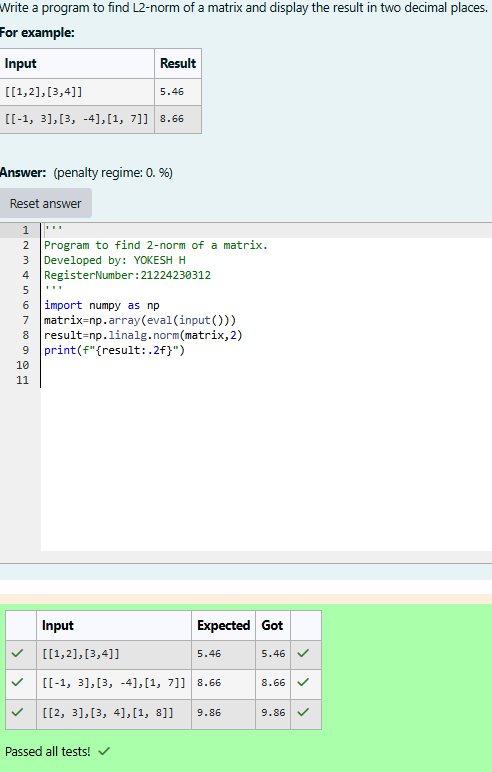 Write a program to find L2-norm of a matrix and display the result in two decimal places.
For example:
Input Result
[[1,2],[3,4]] 5.46
[[-1, 3],[3, -4],[1, 7]] 8.66
Answer: (penalty regime: 0. %)
Reset answer
1 '''
2 Program to find 2-norm of a matrix.
3 Developed by: YOKESH H
4 RegisterNumber:21224230312
5 '''
6 import numpy as np
7 matrix=np.array(eval(input()))
8 result=np.linalg.norm(matrix,2)
9 print(f"{result:.2f}")
10
11
Input Expected Got
[[1,2],[3,4]] 5.46 5.46
[[-1, 3],[3, -4],[1, 7]] 8.66 8.66
[[2, 3],[3, 4],[1, 8]] 9.86 9.86
Passed all tests!